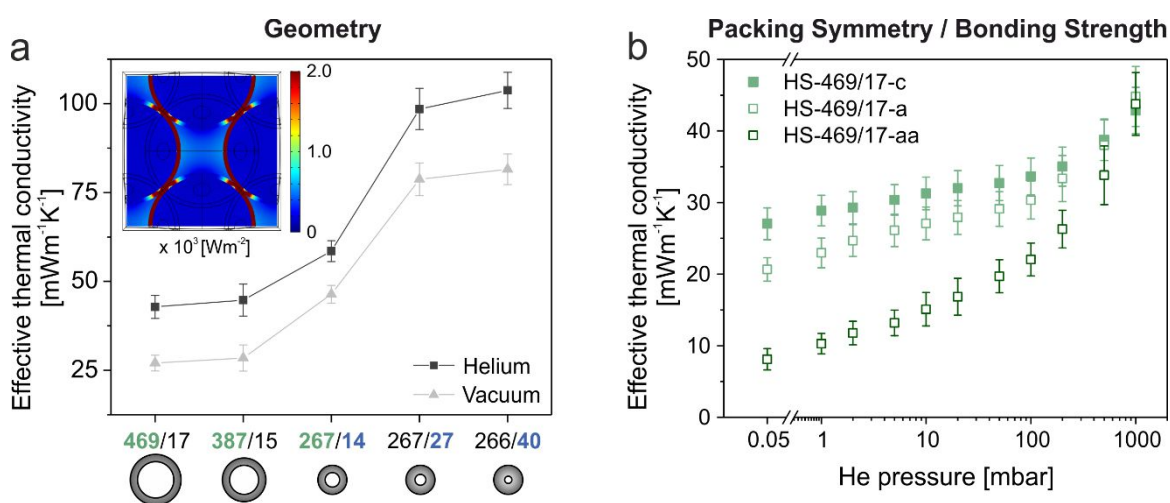 a
Geometry
Effective thermal conductivity
[mWm⁻¹K⁻¹]
100
75
50
25
2.0
1.0
0
x 10³ [Wm⁻²]
Helium
Vacuum
469/17
387/15
267/14
267/27
266/40
b
Packing Symmetry / Bonding Strength
Effective thermal conductivity
[mWm⁻¹K⁻¹]
50
40
30
20
10
0
HS-469/17-c
HS-469/17-a
HS-469/17-aa
0.05
1
10
100
1000
He pressure [mbar]